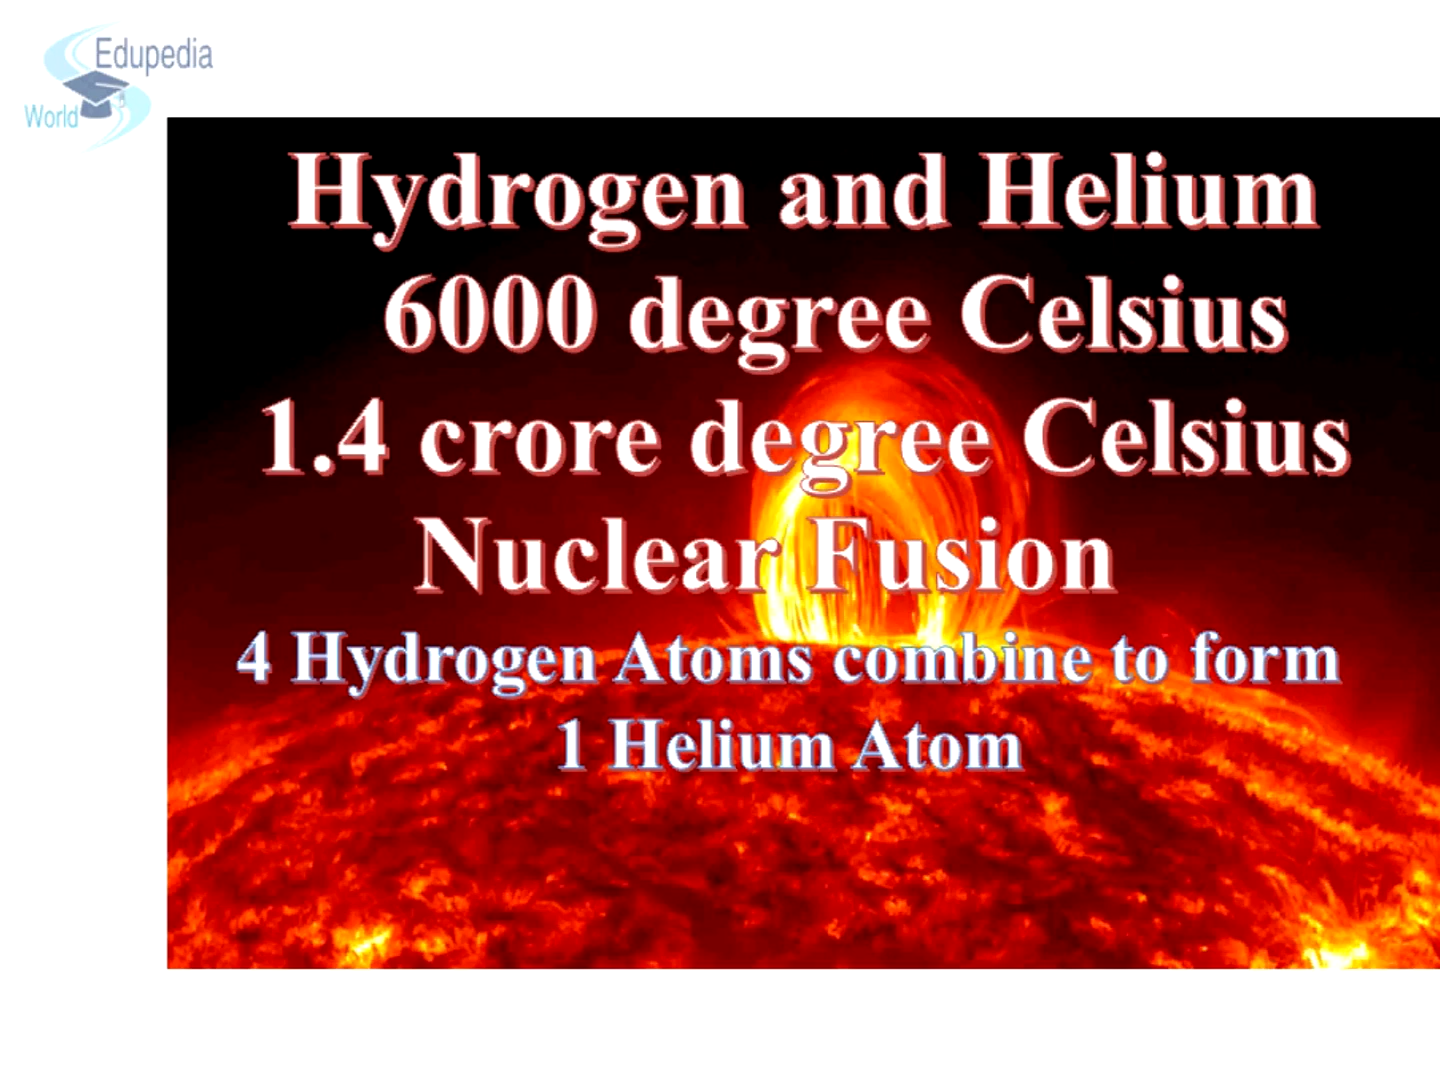 Edupedia
World
Hydrogen and Helium
6000 degree Celsius
1.4 crore degree Celsius
Nuclear Fusion
4 Hydrogen Atoms combine to form
1 Helium Atom